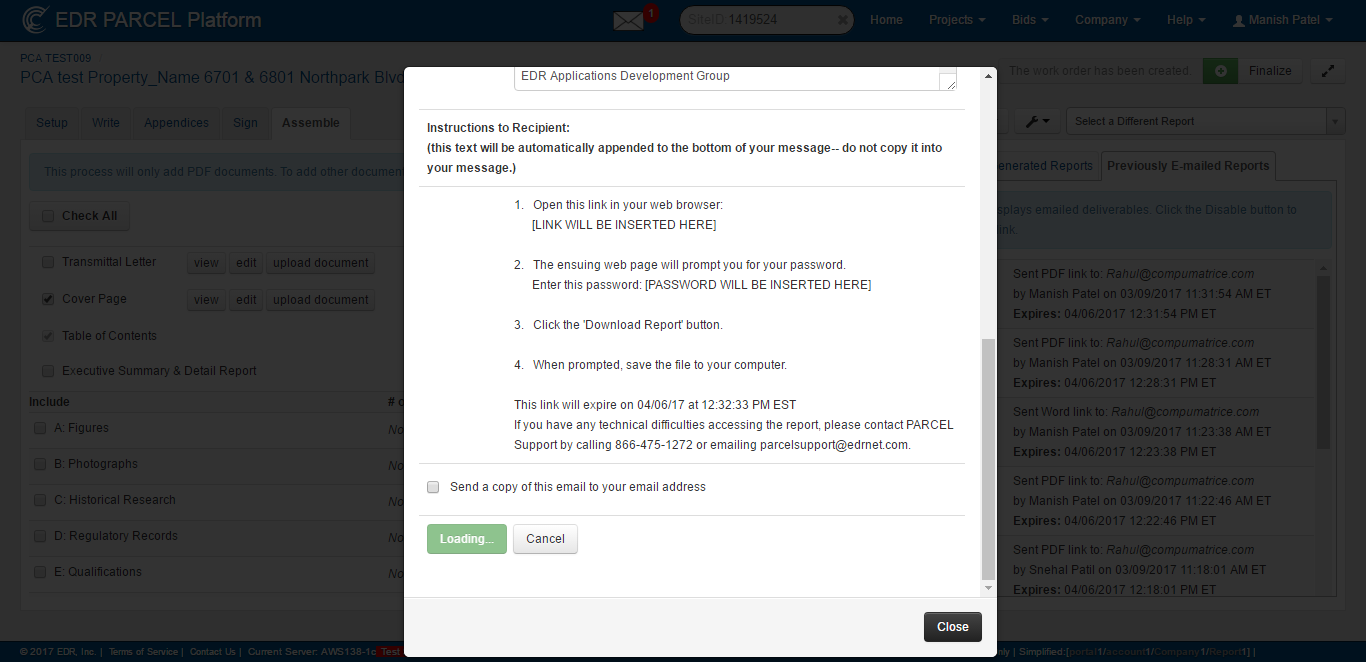 EDR PARCEL Platform
1
SiteID 1419524
Home
Projects
Bids
Company
Help
Manish Patel
PCA TEST009
PCA test Property_Name 6701 & 6801 Northpark Blvd
The work order has been created.
Finalize
Setup
Write
Appendices
Sign
Assemble
Select a Different Report
This process will only add PDF documents. To add other documen
Check All
Transmittal Letter
view
edit
upload document
Cover Page
view
edit
upload document
Table of Contents
Executive Summary & Detail Report
Include
# o
A: Figures
No
B: Photographs
No
C: Historical Research
No
D: Regulatory Records
No
E: Qualifications
No
EDR Applications Development Group
Instructions to Recipient:
(this text will be automatically appended to the bottom of your message-- do not copy it into
your message.)
1. Open this link in your web browser:
[LINK WILL BE INSERTED HERE]
2. The ensuing web page will prompt you for your password.
Enter this password: [PASSWORD WILL BE INSERTED HERE]
3. Click the 'Download Report' button.
4. When prompted, save the file to your computer.
This link will expire on 04/06/17 at 12:32:33 PM EST
If you have any technical difficulties accessing the report, please contact PARCEL
Support by calling 866-475-1272 or emailing parcelsupport@edrnet.com.
Send a copy of this email to your email address
Loading...
Cancel
Close
enerated Reports
Previously E-mailed Reports
splays emailed deliverables. Click the Disable button to
ink.
Sent PDF link to: Rahul@compumatrice.com
by Manish Patel on 03/09/2017 11:31:54 AM ET
Expires: 04/06/2017 12:31:54 PM ET
Sent PDF link to: Rahul@compumatrice.com
by Manish Patel on 03/09/2017 11:28:31 AM ET
Expires: 04/06/2017 12:28:31 PM ET
Sent Word link to: Rahul@compumatrice.com
by Manish Patel on 03/09/2017 11:23:38 AM ET
Expires: 04/06/2017 12:23:38 PM ET
Sent PDF link to: Rahul@compumatrice.com
by Manish Patel on 03/09/2017 11:22:46 AM ET
Expires: 04/06/2017 12:22:46 PM ET
Sent PDF link to: Rahul@compumatrice.com
by Snehal Patil on 03/09/2017 11:18:01 AM ET
Expires: 04/06/2017 12:18:01 PM ET
© 2017 EDR, Inc. | Terms of Service | Contact Us | Current Server: AWS138-1c Test
nly | Simplified:[portal1/account1/Company1/Report1] |